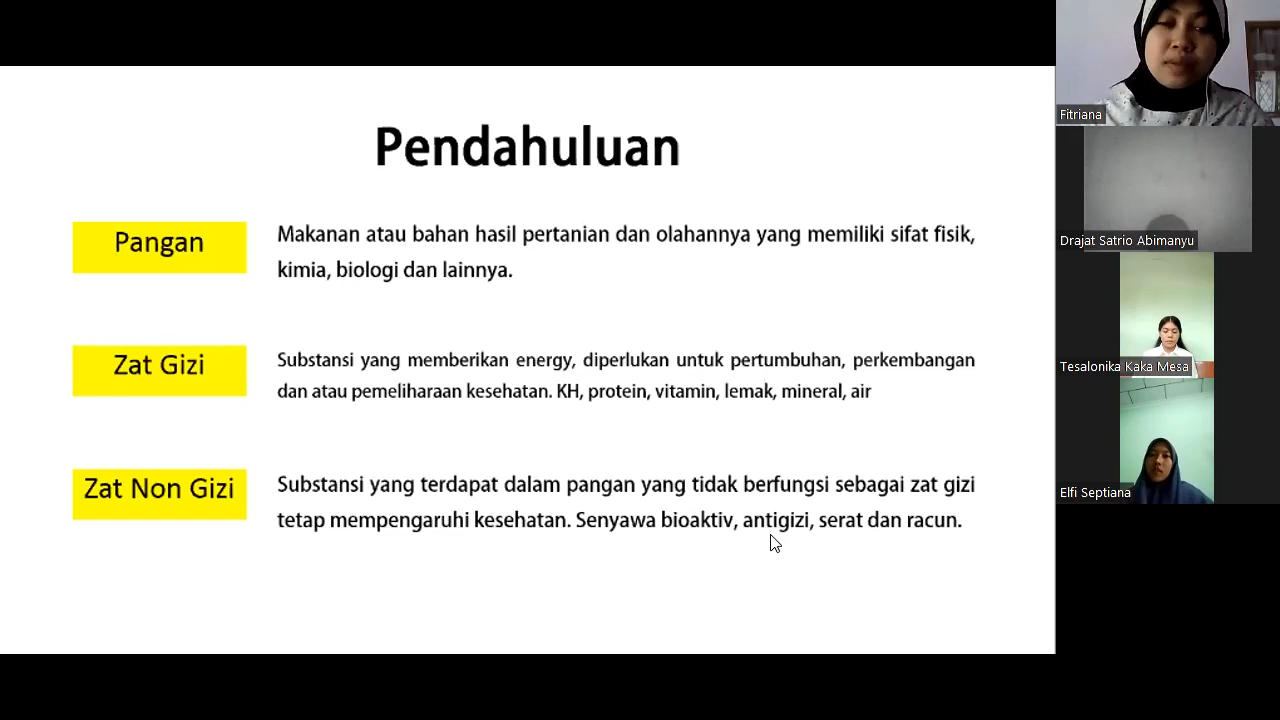 Pendahuluan
Pangan
Makanan atau bahan hasil pertanian dan olahannya yang memiliki sifat fisik,
kimia, biologi dan lainnya.
Zat Gizi
Substansi yang memberikan energy, diperlukan untuk pertumbuhan, perkembangan
dan atau pemeliharaan kesehatan. KH, protein, vitamin, lemak, mineral, air
Zat Non Gizi
Substansi yang terdapat dalam pangan yang tidak berfungsi sebagai zat gizi
tetap mempengaruhi kesehatan. Senyawa bioaktiv, antigizi, serat dan racun.
Fitriana
Drajat Satrio Abimanyu
Tesalonika Kaka Mesa
Elfi Septiana